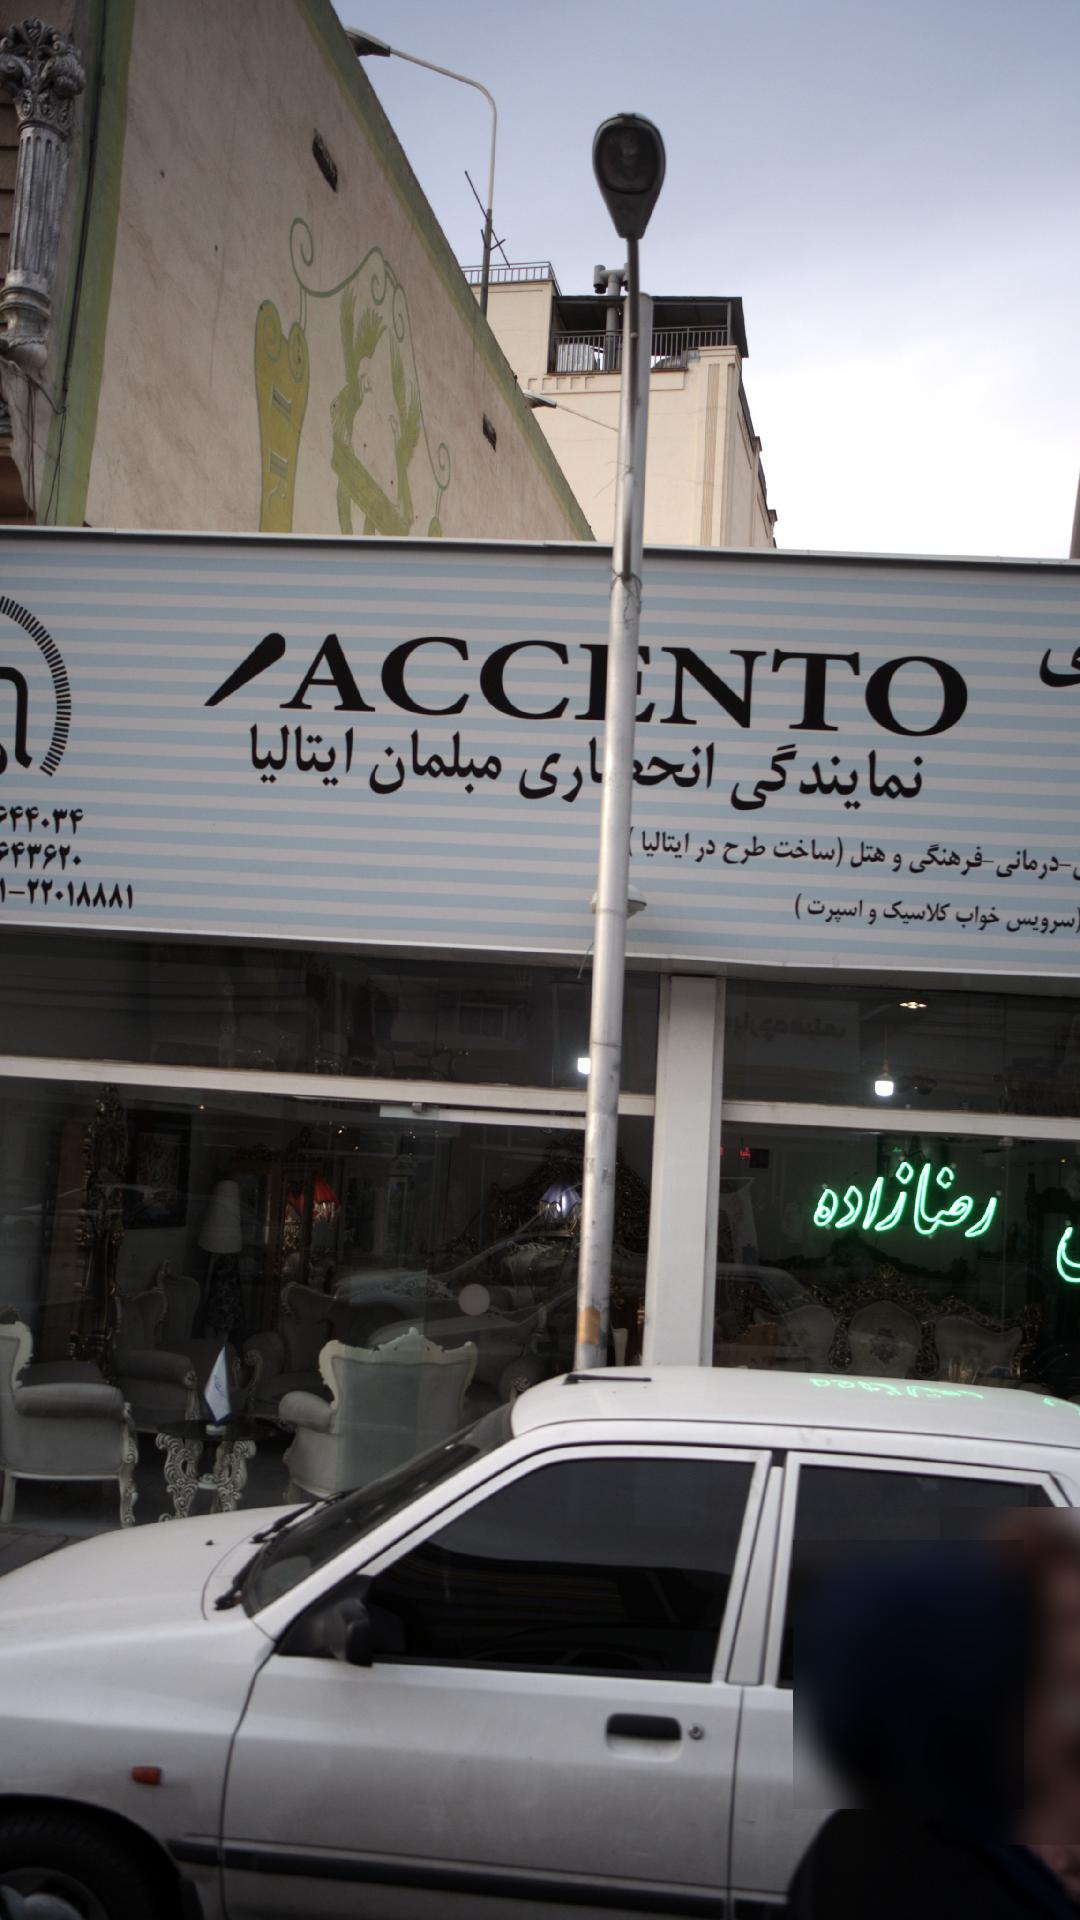 ACCENTO
نمایندگی انحصاری مبلمان ایتالیا
درمانی-فرهنگی و هتل (ساخت طرح در ایتالیا)
(سرویس خواب کلاسیک و اسپرت)
۶۴۴۰۳۴
۶۴۳۶۲۰
۱-۲۲۰۱۸۸۸۱
رضازاده